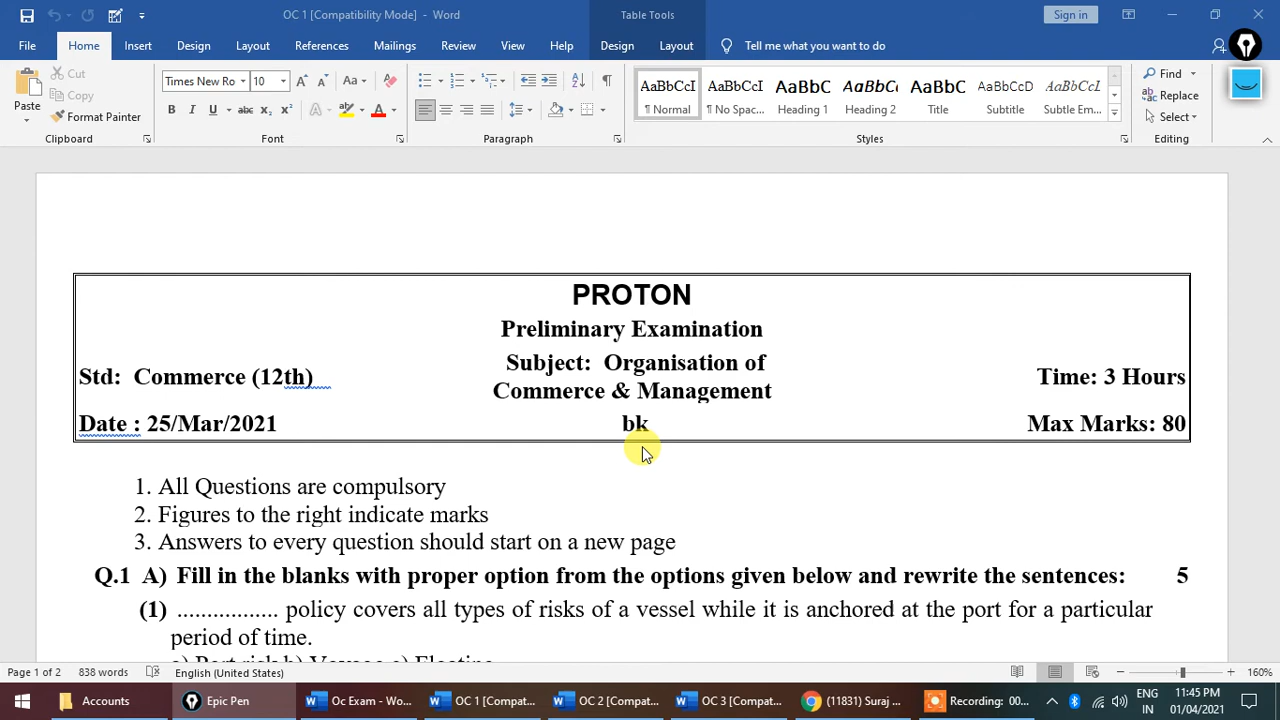 OC 1 [Compatibility Mode] - Word
Table Tools
Sign in
File Home Insert Design Layout References Mailings Review View Help Design Layout Tell me what you want to do
Paste
Cut
Copy
Format Painter
Clipboard
Times New Ro 10
B I U abc x₂ x²
Font
Paragraph
AaBbCcI AaBbCcI AaBbC AaBbCc AaBbC AaBbCcD AaBbCcI
¶ Normal ¶ No Spac... Heading 1 Heading 2 Title Subtitle Subtle Em...
Styles
Find
Replace
Select
Editing
PROTON
Preliminary Examination
Subject: Organisation of
Std: Commerce (12th) Commerce & Management Time: 3 Hours
Date : 25/Mar/2021 bk Max Marks: 80
1. All Questions are compulsory
2. Figures to the right indicate marks
3. Answers to every question should start on a new page
Q.1 A) Fill in the blanks with proper option from the options given below and rewrite the sentences: 5
(1) ................. policy covers all types of risks of a vessel while it is anchored at the port for a particular
period of time.
a) Port risk b) Voyage c) Floating
Page 1 of 2 838 words English (United States) 160%
Accounts Epic Pen Oc Exam - Wo... OC 1 [Compat... OC 2 [Compat... OC 3 [Compat... (11831) Suraj ... Recording: 00...
ENG
IN
11:45 PM
01/04/2021